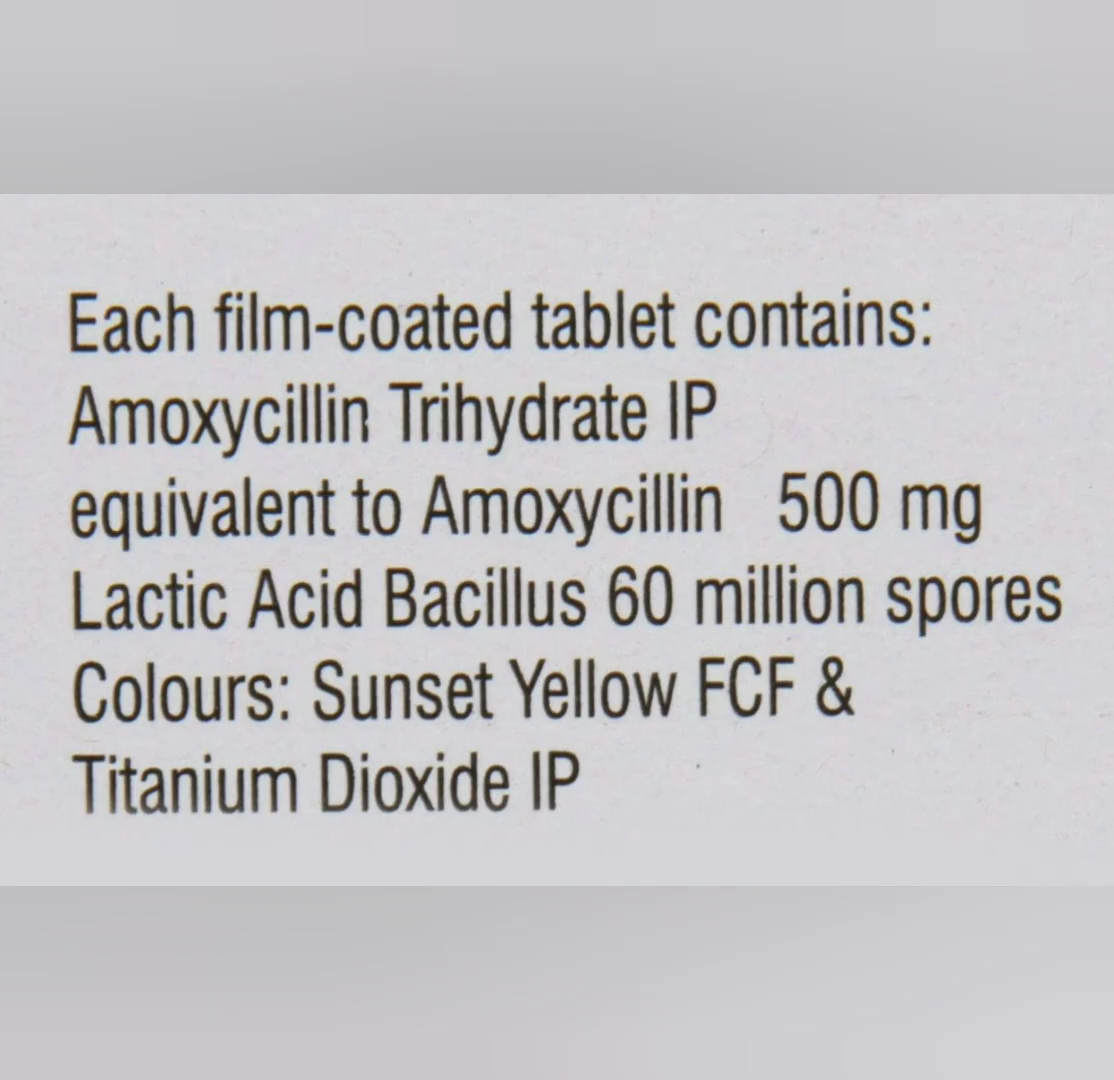 Each film-coated tablet contains:
Amoxycillin Trihydrate IP
equivalent to Amoxycillin 500 mg
Lactic Acid Bacillus 60 million spores
Colours: Sunset Yellow FCF &
Titanium Dioxide IP